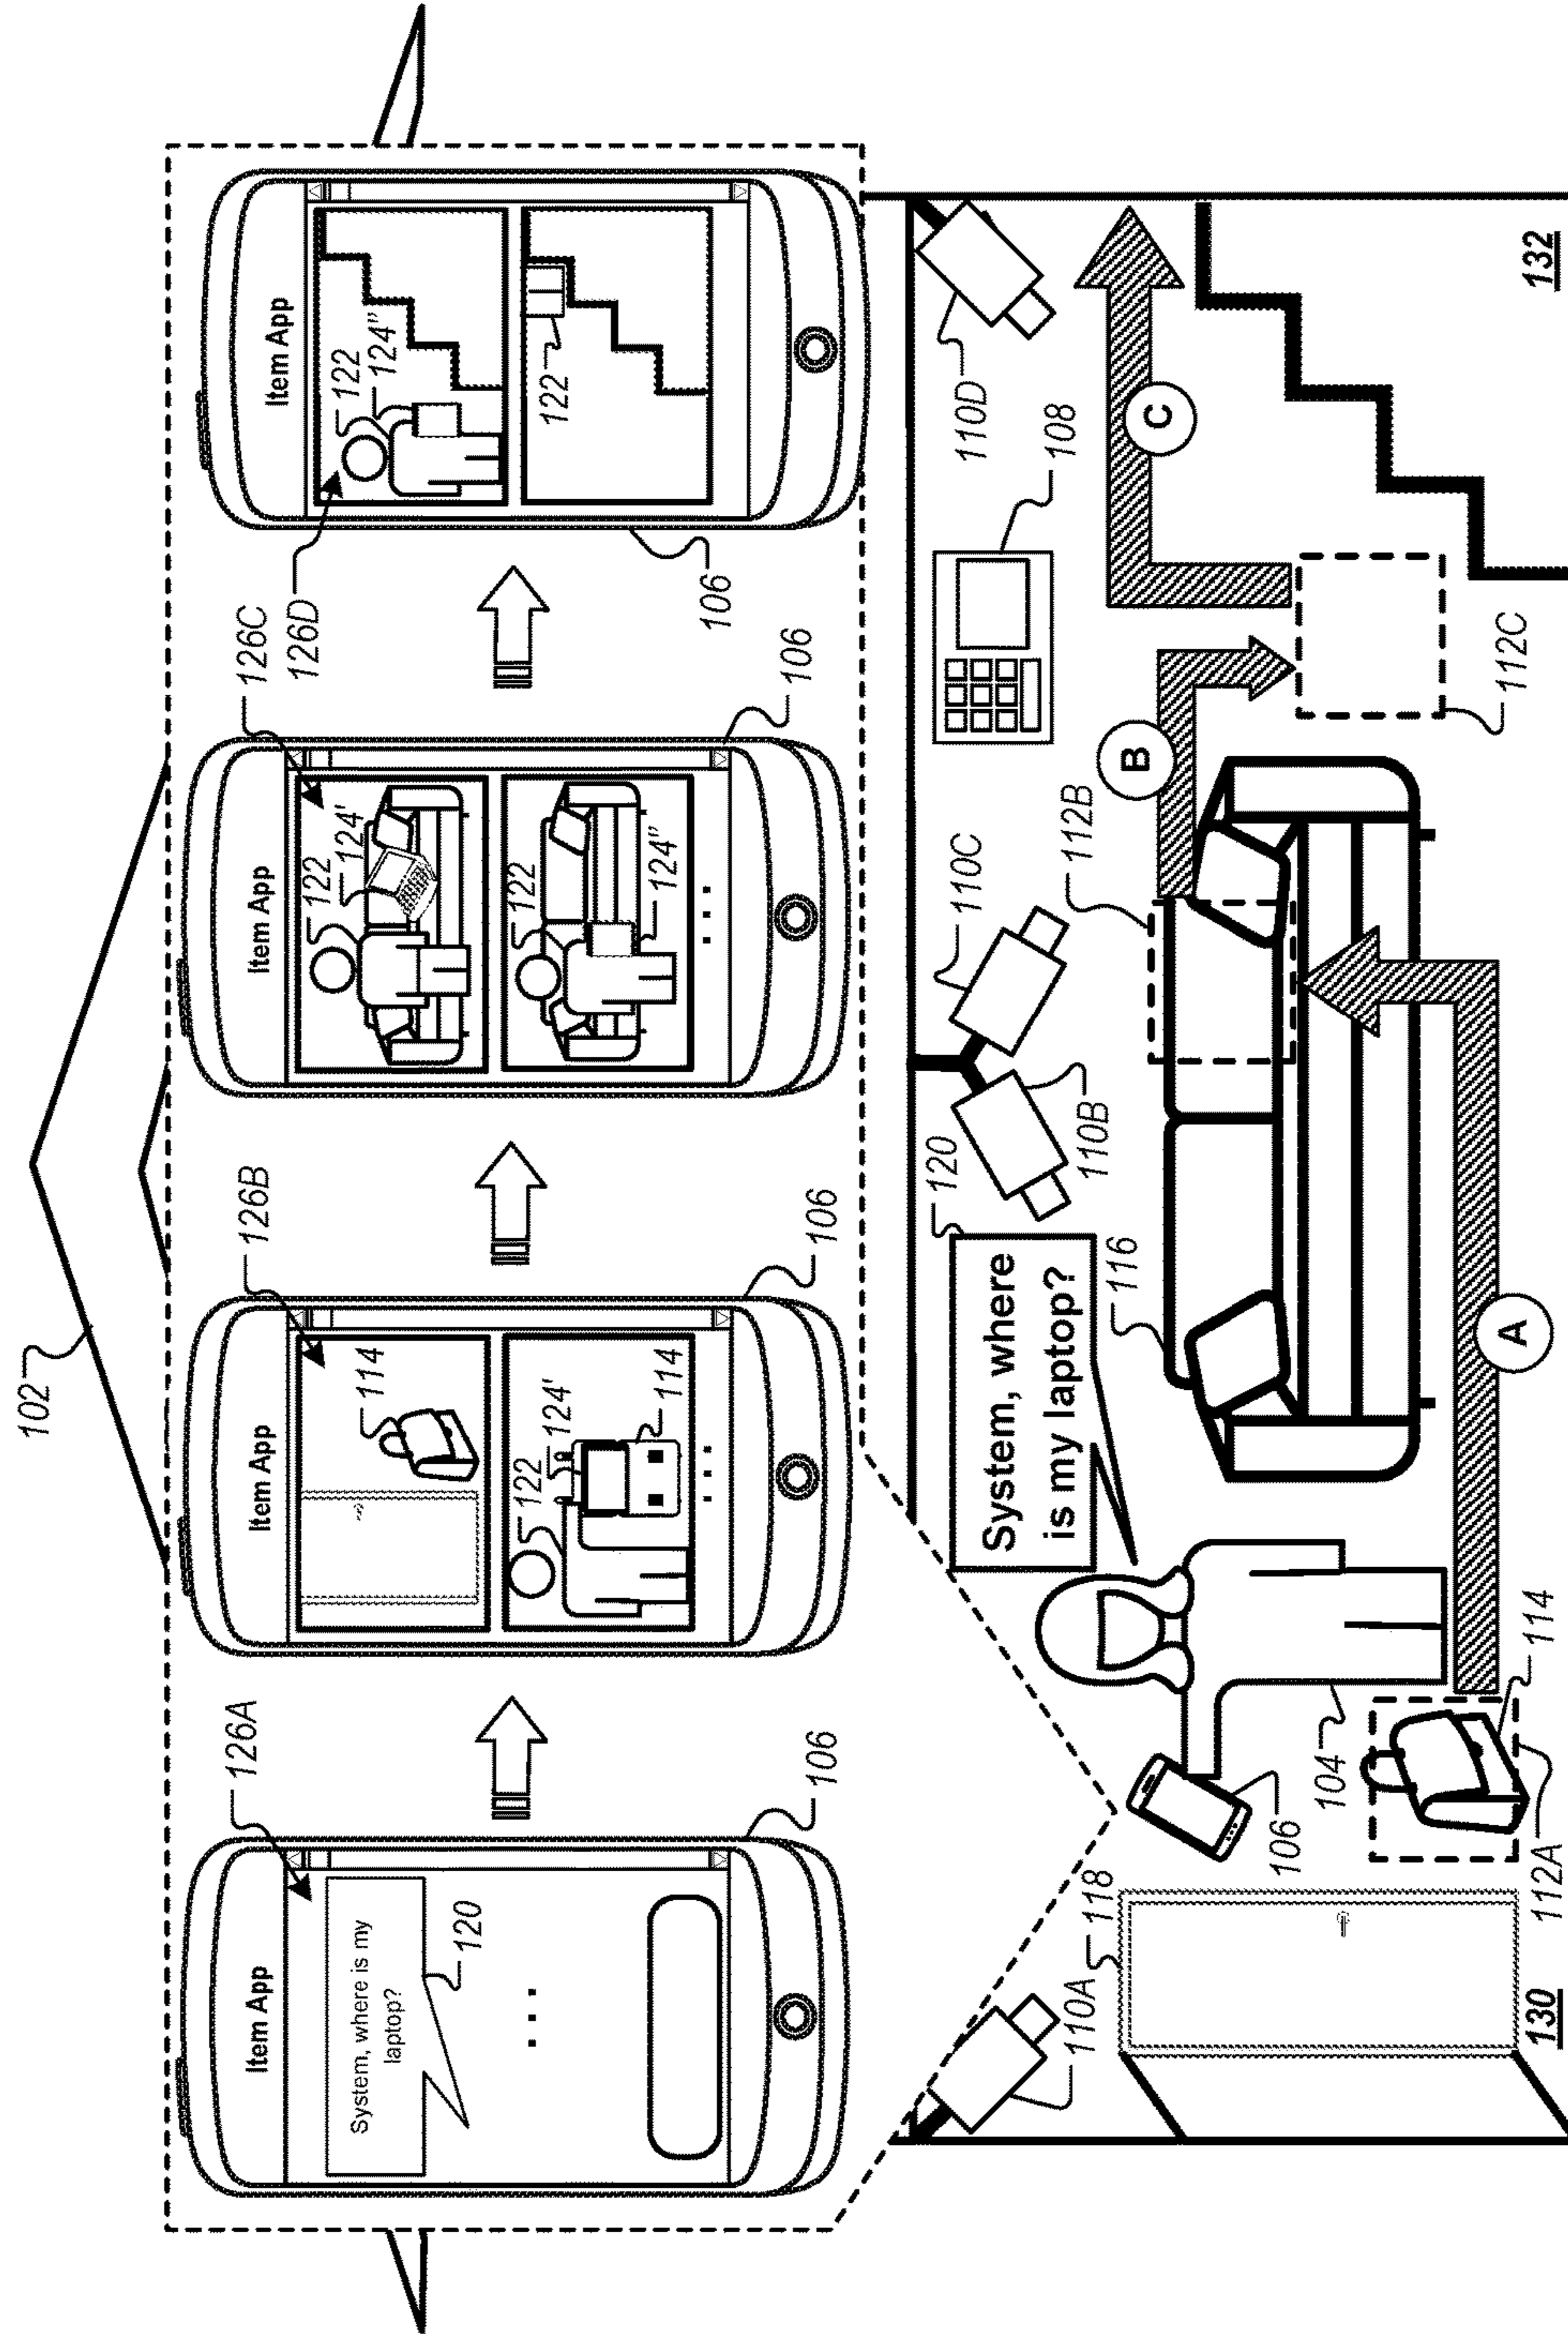 102
126A
Item App
System, where is my
laptop?
120
. . .
106
126B
Item App
114
122
124'
114
. . .
106
126C
Item App
122
124'
122
124"
. . .
106
126D
Item App
122
124"
122
106
110A
118
130
106
104
112A
114
120
System, where
is my laptop?
116
110B
110C
112B
A
B
108
110D
C
112C
132